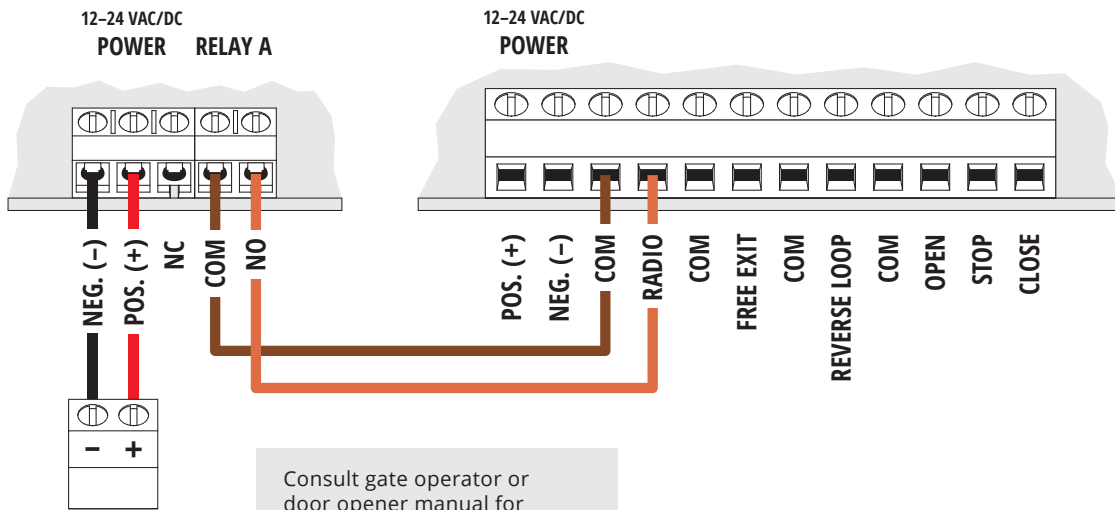 12–24 VAC/DC
POWER RELAY A
12–24 VAC/DC
POWER
NEG. (–)
POS. (+)
NC
COM
NO
POS. (+)
NEG. (–)
COM
RADIO
COM
FREE EXIT
COM
REVERSE LOOP
COM
OPEN
STOP
CLOSE
– +
Consult gate operator or
door opener manual for